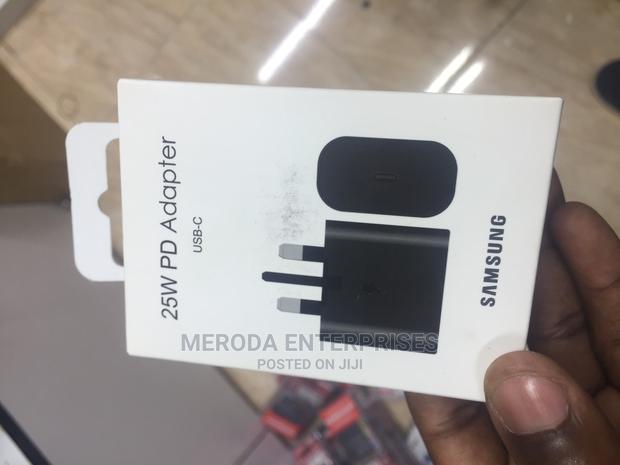 25W PD Adapter
USB-C
SAMSUNG
MERODA ENTERPRISES
POSTED ON JIJI